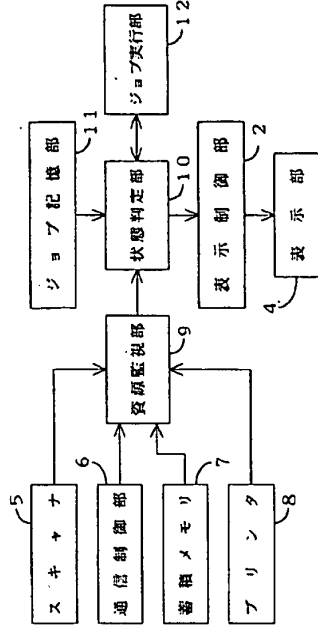 スキャナ
5
通信制御部
6
蓄積メモリ
7
プリンタ
8
資源監視部
9
ジョブ記憶部
11
状態判定部
10
表示制御部
2
表示部
4
ジョブ実行部
12